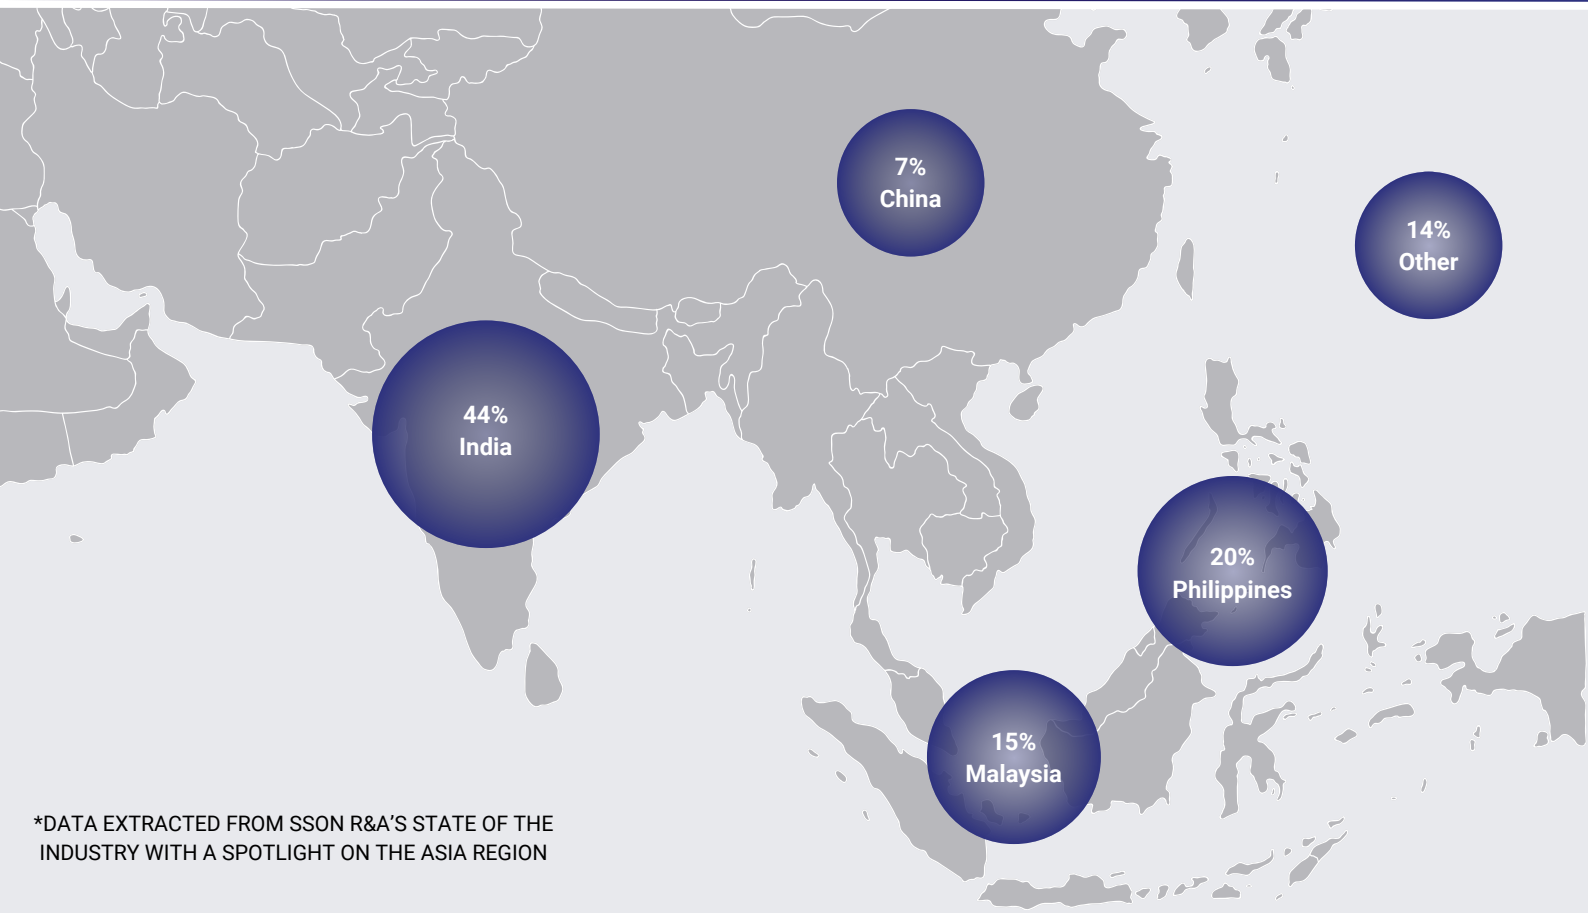 7%
China
14%
Other
44%
India
20%
Philippines
15%
Malaysia
*DATA EXTRACTED FROM SSON R&A’S STATE OF THE
INDUSTRY WITH A SPOTLIGHT ON THE ASIA REGION